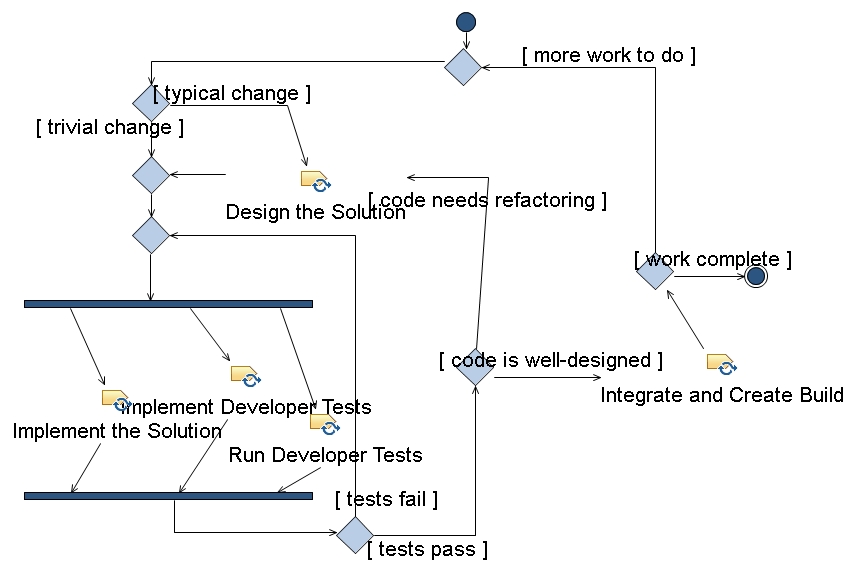 [ more work to do ]
[ typical change ]
[ trivial change ]
Design the Solution
[ code needs refactoring ]
[ work complete ]
[ code is well-designed ]
Integrate and Create Build
Implement Developer Tests
Implement the Solution
Run Developer Tests
[ tests fail ]
[ tests pass ]